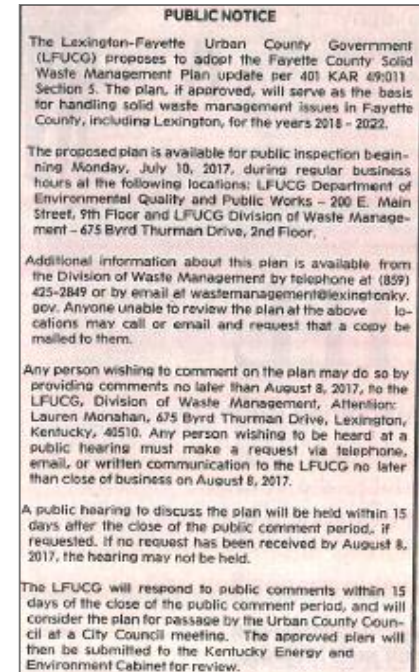 PUBLIC NOTICE
The Lexington-Fayette Urban County Government
(LFUCG) proposes to adopt the Fayette County Solid
Waste Management Plan update per 401 KAR 49:011
Section 5. The plan, if approved, will serve as the basis
for handling solid waste management issues in Fayette
County, including Lexington, for the years 2018 - 2022.
The proposed plan is available for public inspection begin-
ning Monday, July 10, 2017, during regular business
hours at the following locations: LFUCG Department of
Environmental Quality and Public Works - 200 E. Main
Street, 9th Floor and LFUCG Division of Waste Manage-
ment - 675 Byrd Thurman Drive, 2nd Floor.
Additional information about this plan is available from
the Division of Waste Management by telephone at (859)
425-2849 or by email at wastemanagement@lexingtonky.
gov. Anyone unable to review the plan at the above lo-
cations may call or email and request that a copy be
mailed to them.
Any person wishing to comment on the plan may do so by
providing comments no later than August 8, 2017, to the
LFUCG, Division of Waste Management, Attention:
Lauren Monahan, 675 Byrd Thurman Drive, Lexington,
Kentucky, 40510. Any person wishing to be heard at a
public hearing must make a request via telephone,
email, or written communication to the LFUCG no later
than close of business on August 8, 2017.
A public hearing to discuss the plan will be held within 15
days after the close of the public comment period, if
requested. If no request has been received by August 8,
2017, the hearing may not be held.
The LFUCG will respond to public comments within 15
days of the close of the public comment period, and will
consider the plan for passage by the Urban County Coun-
cil at a City Council meeting. The approved plan will
then be submitted to the Kentucky Energy and
Environment Cabinet for review.